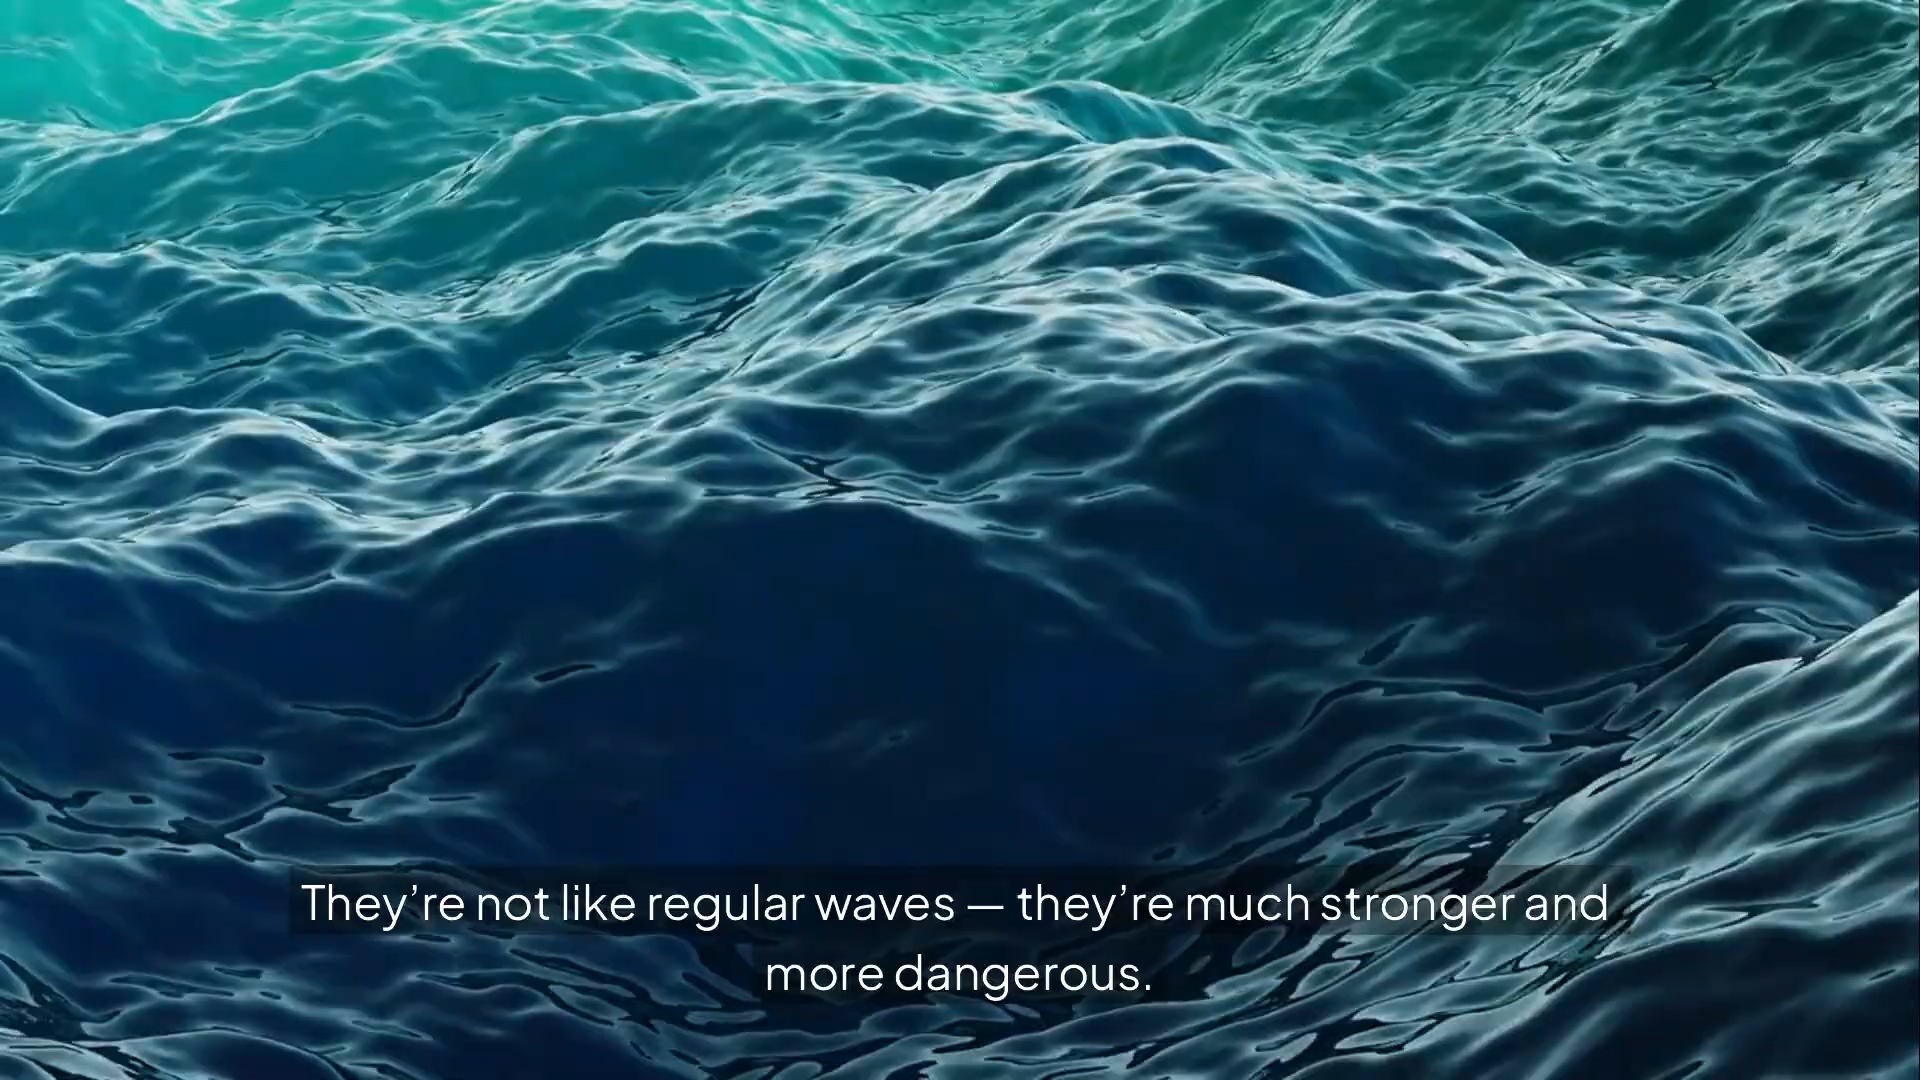 They’re not like regular waves — they’re much stronger and
more dangerous.